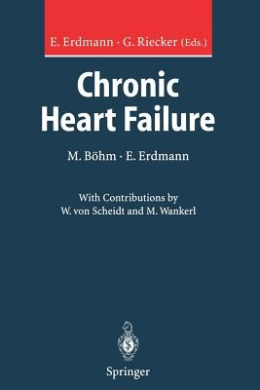 E. Erdmann · G. Riecker (Eds.)
Chronic
Heart Failure
M. Böhm · E. Erdmann
With Contributions by
W. von Scheidt and M. Wankerl
Springer